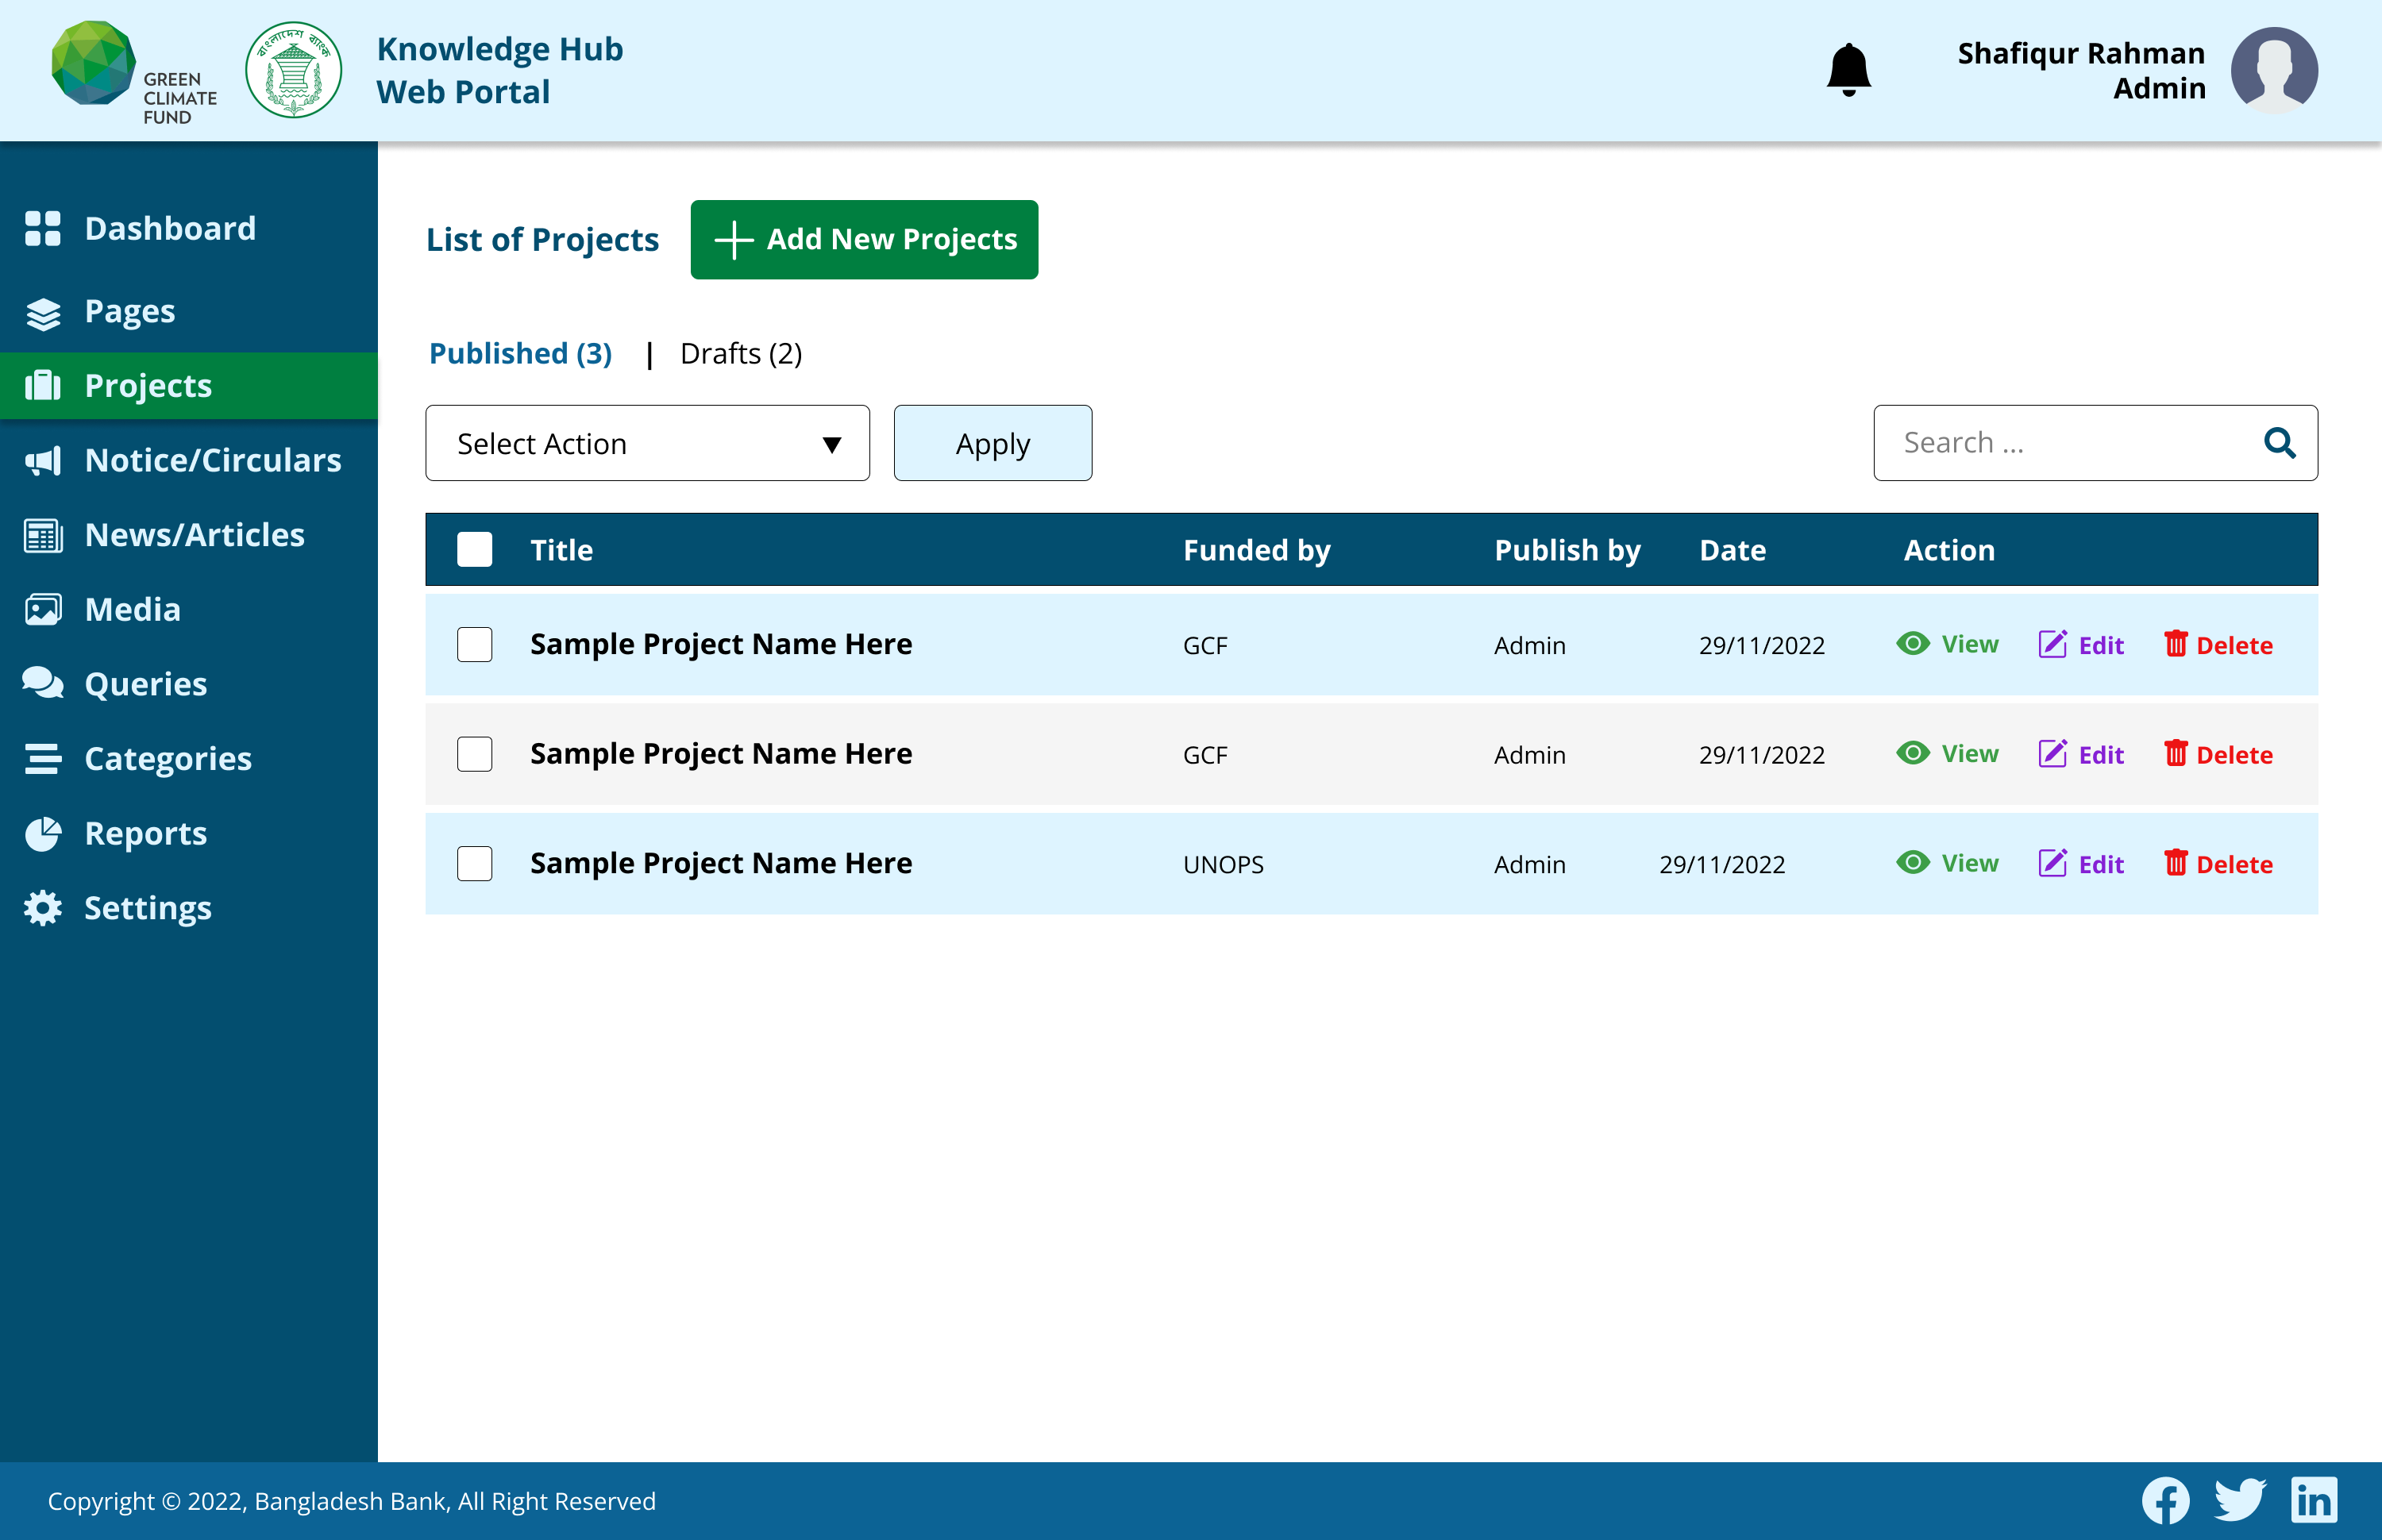 GREEN
CLIMATE
FUND
বাংলাদেশ ব্যাংক
Knowledge Hub
Web Portal
Shafiqur Rahman
Admin
Dashboard
Pages
Projects
Notice/Circulars
News/Articles
Media
Queries
Categories
Reports
Settings
List of Projects
Add New Projects
Published (3) | Drafts (2)
Select Action
Apply
Search ...
Title Funded by Publish by Date Action
Sample Project Name Here GCF Admin 29/11/2022 View Edit Delete
Sample Project Name Here GCF Admin 29/11/2022 View Edit Delete
Sample Project Name Here UNOPS Admin 29/11/2022 View Edit Delete
Copyright © 2022, Bangladesh Bank, All Right Reserved